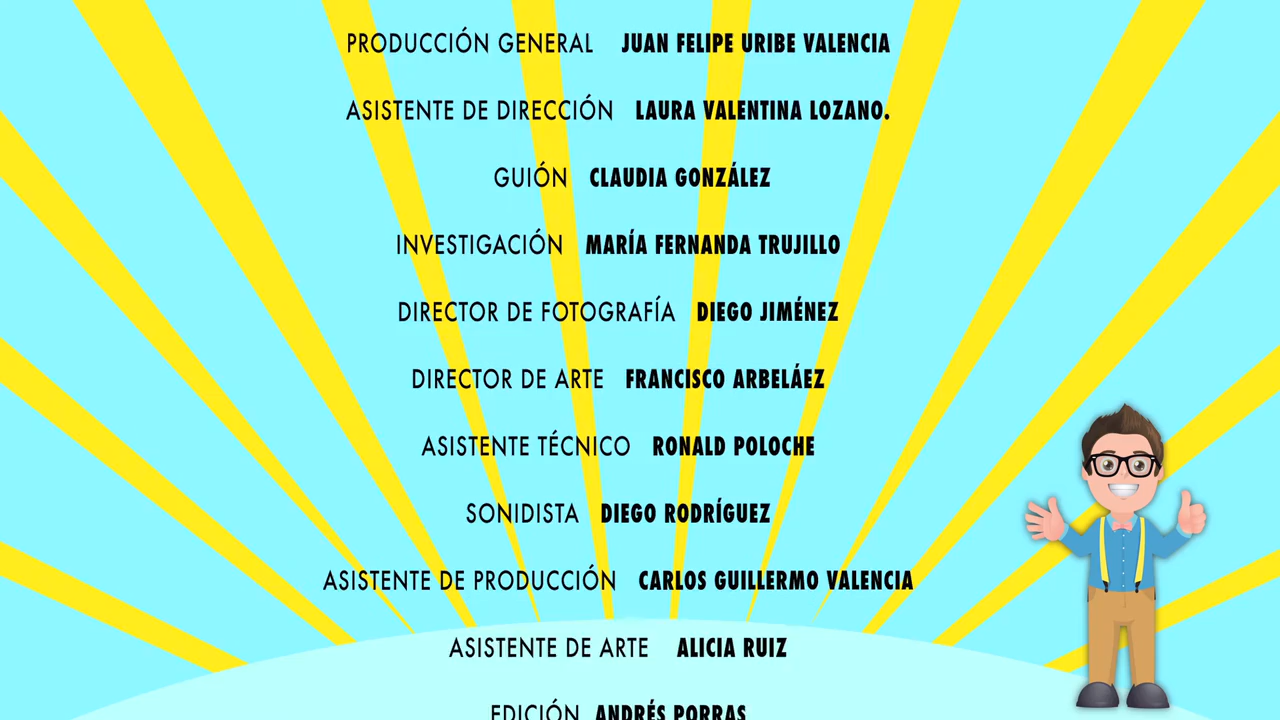 PRODUCCIÓN GENERAL JUAN FELIPE URIBE VALENCIA
ASISTENTE DE DIRECCIÓN LAURA VALENTINA LOZANO.
GUIÓN CLAUDIA GONZÁLEZ
INVESTIGACIÓN MARÍA FERNANDA TRUJILLO
DIRECTOR DE FOTOGRAFÍA DIEGO JIMÉNEZ
DIRECTOR DE ARTE FRANCISCO ARBELÁEZ
ASISTENTE TÉCNICO RONALD POLOCHE
SONIDISTA DIEGO RODRÍGUEZ
ASISTENTE DE PRODUCCIÓN CARLOS GUILLERMO VALENCIA
ASISTENTE DE ARTE ALICIA RUIZ
EDICIÓN ANDRÉS PORRAS